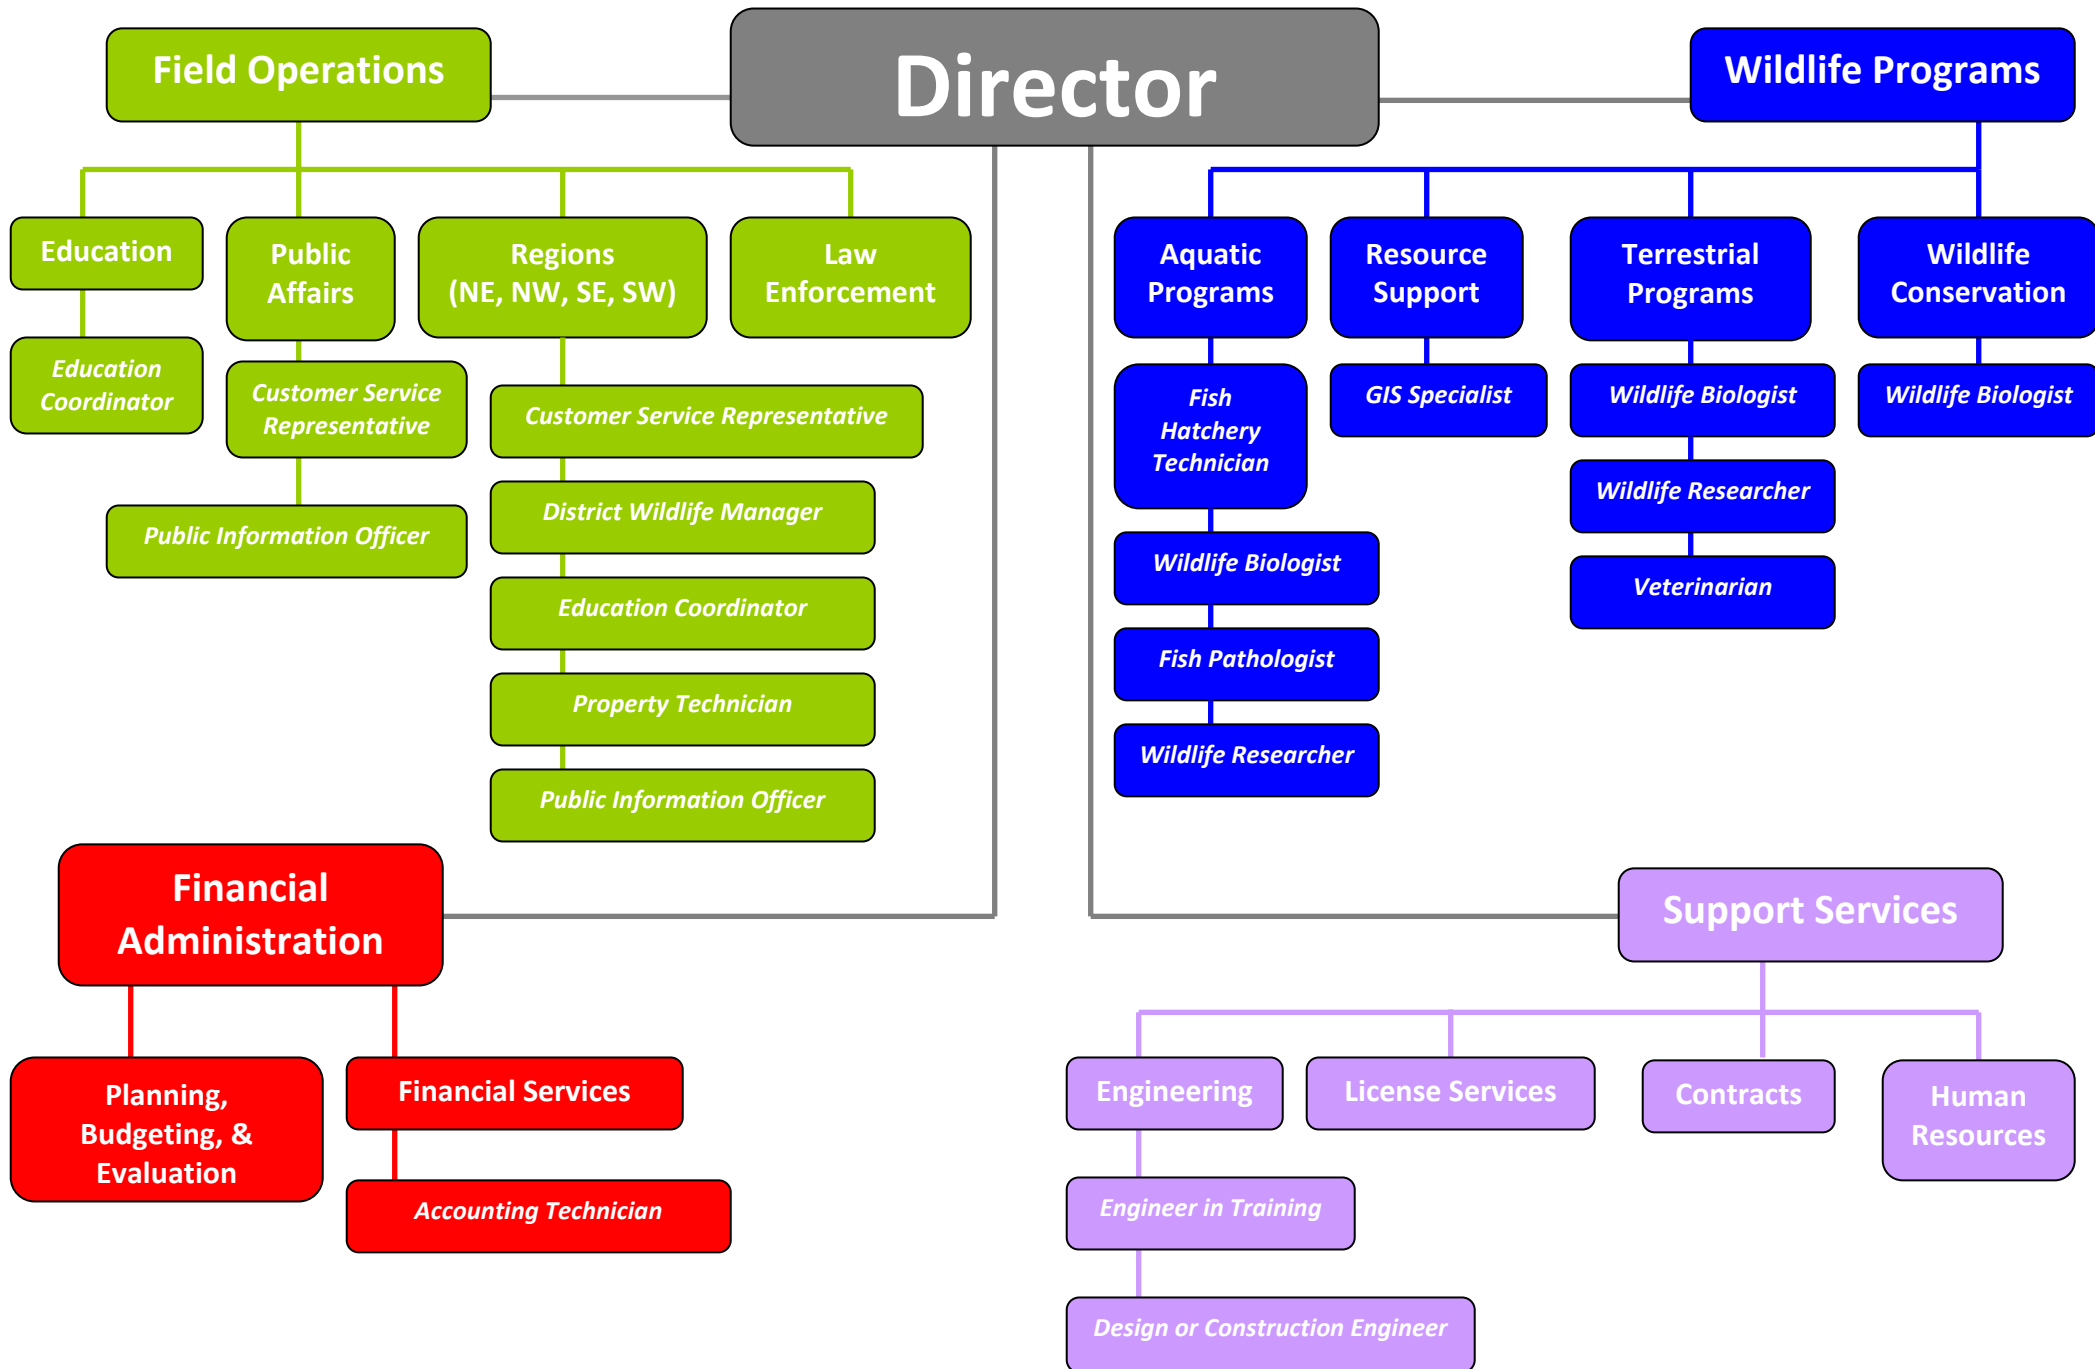 Director
Field Operations
Education
Education
Coordinator
Public
Affairs
Customer Service
Representative
Public Information Officer
Regions
(NE, NW, SE, SW)
Customer Service Representative
District Wildlife Manager
Education Coordinator
Property Technician
Public Information Officer
Law
Enforcement
Wildlife Programs
Aquatic
Programs
Fish
Hatchery
Technician
Wildlife Biologist
Fish Pathologist
Wildlife Researcher
Resource
Support
GIS Specialist
Terrestrial
Programs
Wildlife Biologist
Wildlife Researcher
Veterinarian
Wildlife
Conservation
Wildlife Biologist
Financial
Administration
Planning,
Budgeting, &
Evaluation
Financial Services
Accounting Technician
Support Services
Engineering
Engineer in Training
Design or Construction Engineer
License Services
Contracts
Human
Resources